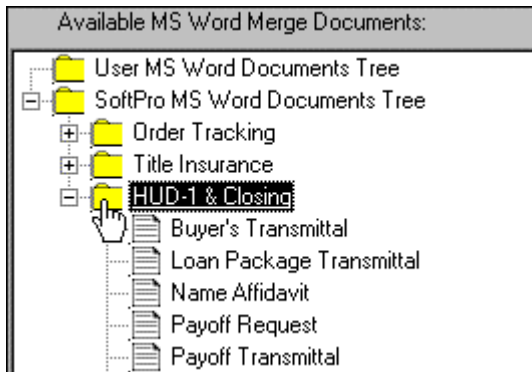 Available MS Word Merge Documents:
User MS Word Documents Tree
SoftPro MS Word Documents Tree
Order Tracking
Title Insurance
HUD-1 & Closing
Buyer's Transmittal
Loan Package Transmittal
Name Affidavit
Payoff Request
Payoff Transmittal